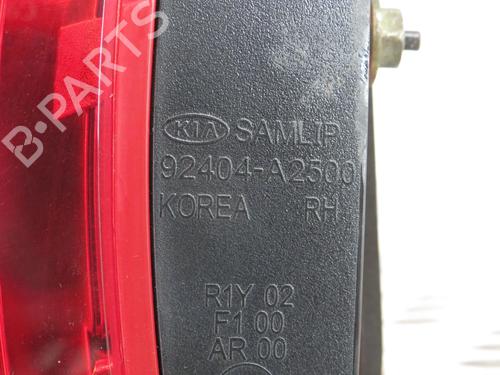 KIA SAMLIP
92404-A2500
KOREA RH
R1Y 02
F1 00
AR 00
B-PARTS